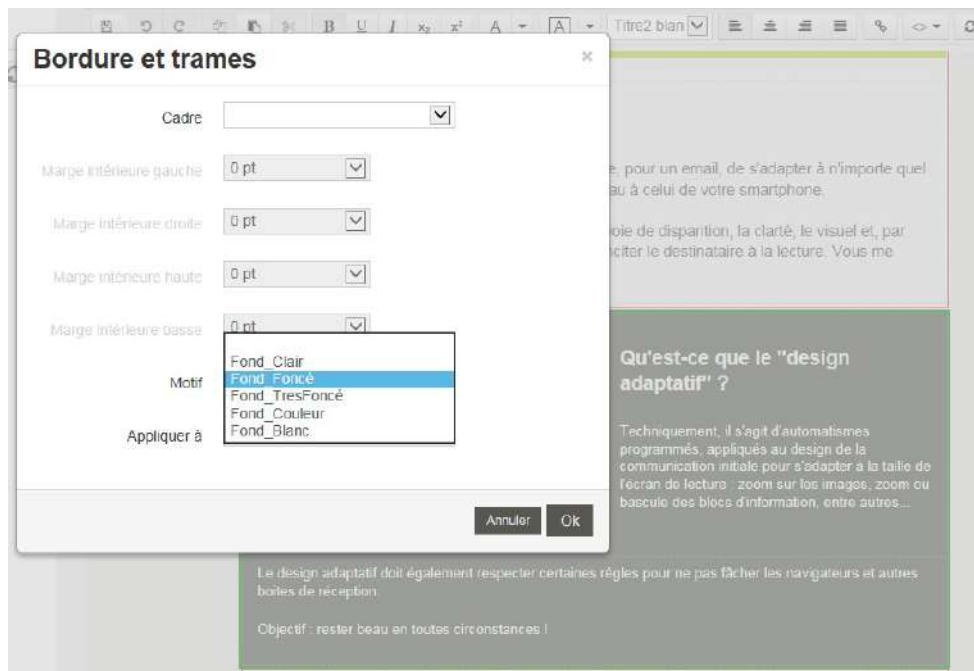 B U I x₂ x² A A Titre2 blan
Bordure et trames
Cadre
Marge intérieure gauche 0 pt
Marge intérieure droite 0 pt
Marge intérieure haute 0 pt
Marge intérieure basse 0 pt
Motif
Fond_Clair
Fond_Foncé
Fond_TresFoncé
Fond_Couleur
Fond_Blanc
Appliquer à
Annuler Ok
, pour un email, de s'adapter à n'importe quel
au à celui de votre smartphone.
voie de disparition, la clarté, le visuel et, par
nciter le destinataire à la lecture. Vous me
Qu'est-ce que le "design
adaptatif" ?
Techniquement, il s'agit d'automatismes
programmés, appliqués au design de la
communication initiale pour s'adapter à la taille de
l'écran de lecture : zoom sur les images, zoom ou
bascule des blocs d'information, entre autres...
Le design adaptatif doit également respecter certaines règles pour ne pas fâcher les navigateurs et autres
boites de réception.
Objectif : rester beau en toutes circonstances !